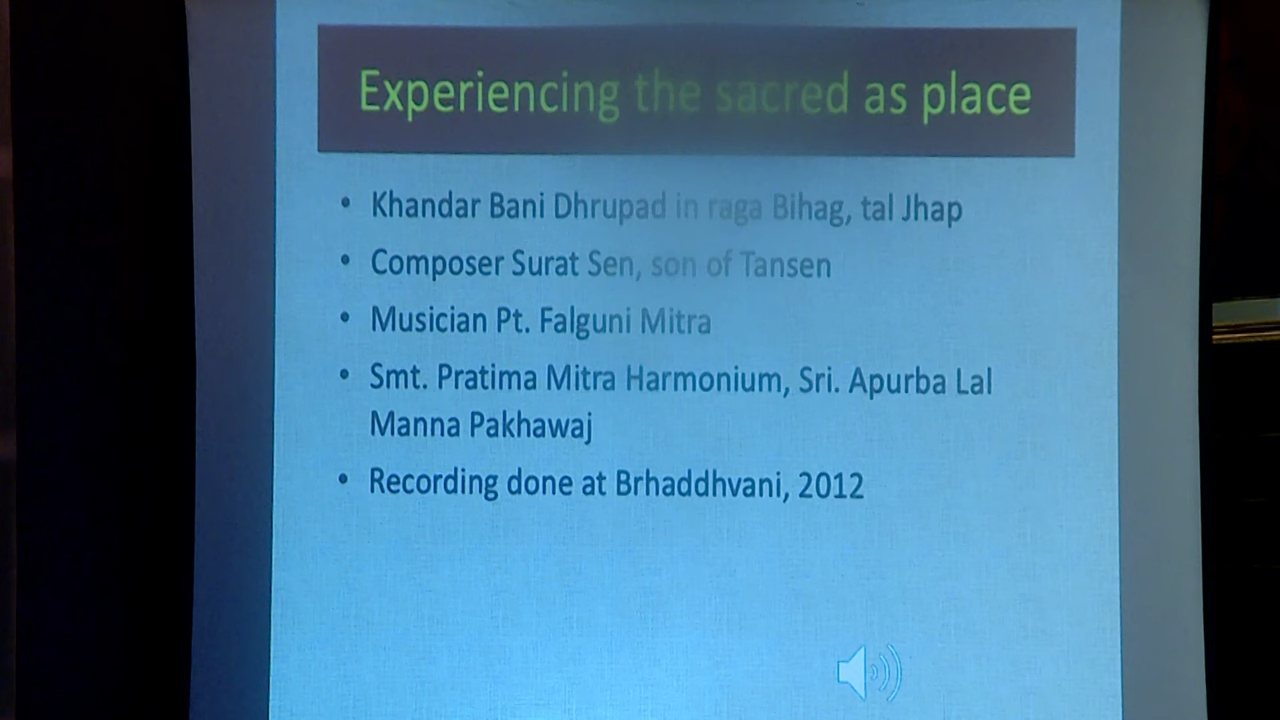 Experiencing the sacred as place
• Khandar Bani Dhrupad in raga Bihag, tal Jhap
• Composer Surat Sen, son of Tansen
• Musician Pt. Falguni Mitra
• Smt. Pratima Mitra Harmonium, Sri. Apurba Lal
Manna Pakhawaj
• Recording done at Brhaddhvani, 2012